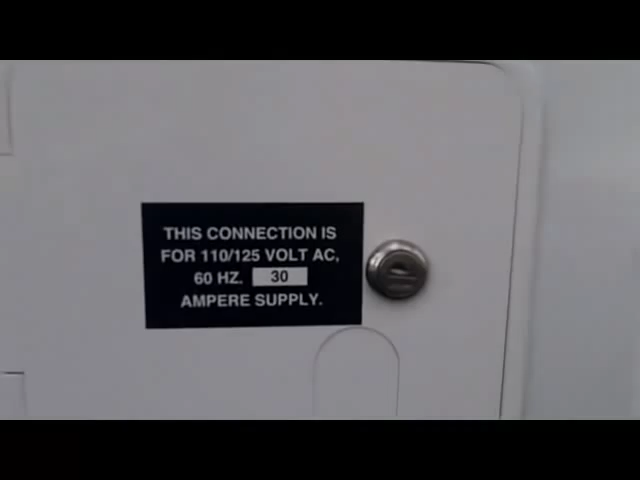 THIS CONNECTION IS
FOR 110/125 VOLT AC,
60 HZ. 30
AMPERE SUPPLY.